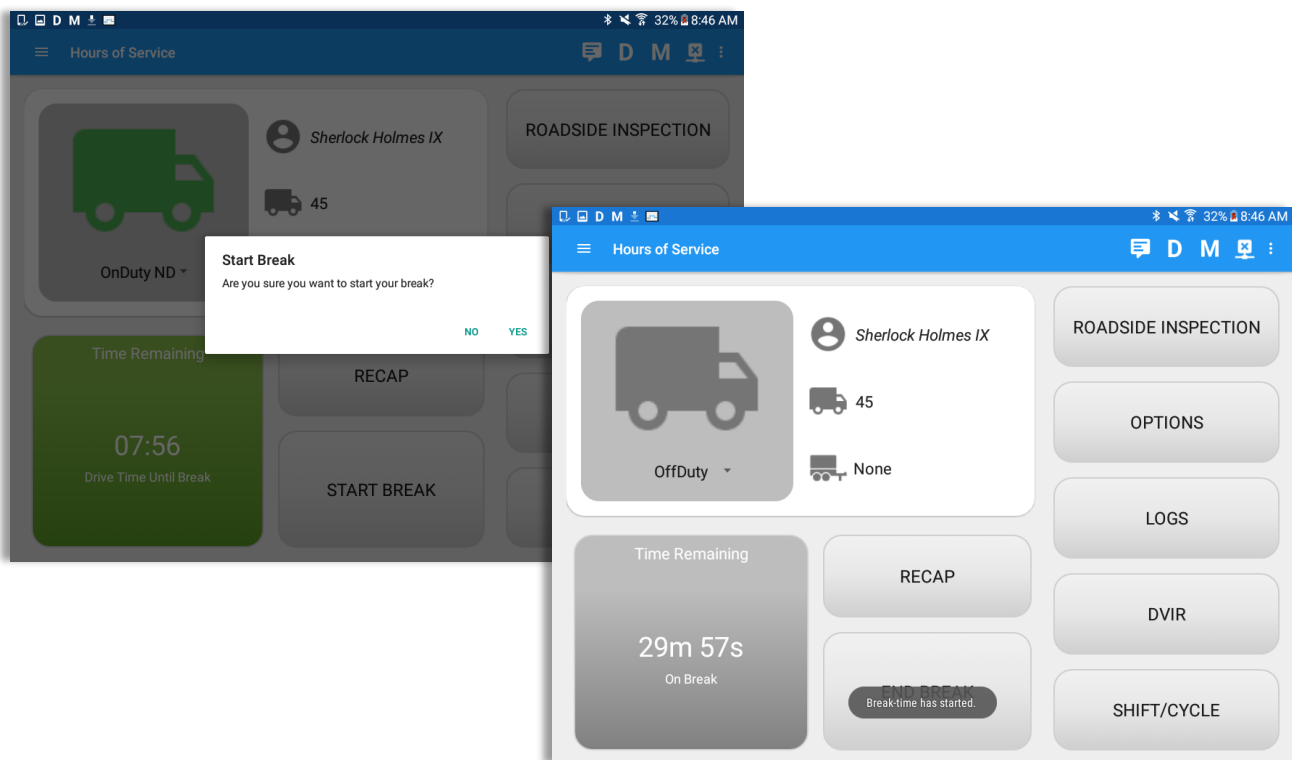 D M 32% 8:46 AM
Hours of Service
D M
Sherlock Holmes IX
45
OnDuty ND
ROADSIDE INSPECTION
Start Break
Are you sure you want to start your break?
NO YES
Time Remaining
07:56
Drive Time Until Break
RECAP
START BREAK
D M 32% 8:46 AM
Hours of Service
D M
Sherlock Holmes IX
45
None
OffDuty
ROADSIDE INSPECTION
OPTIONS
LOGS
DVIR
SHIFT/CYCLE
Time Remaining
29m 57s
On Break
RECAP
END BREAK
Break-time has started.